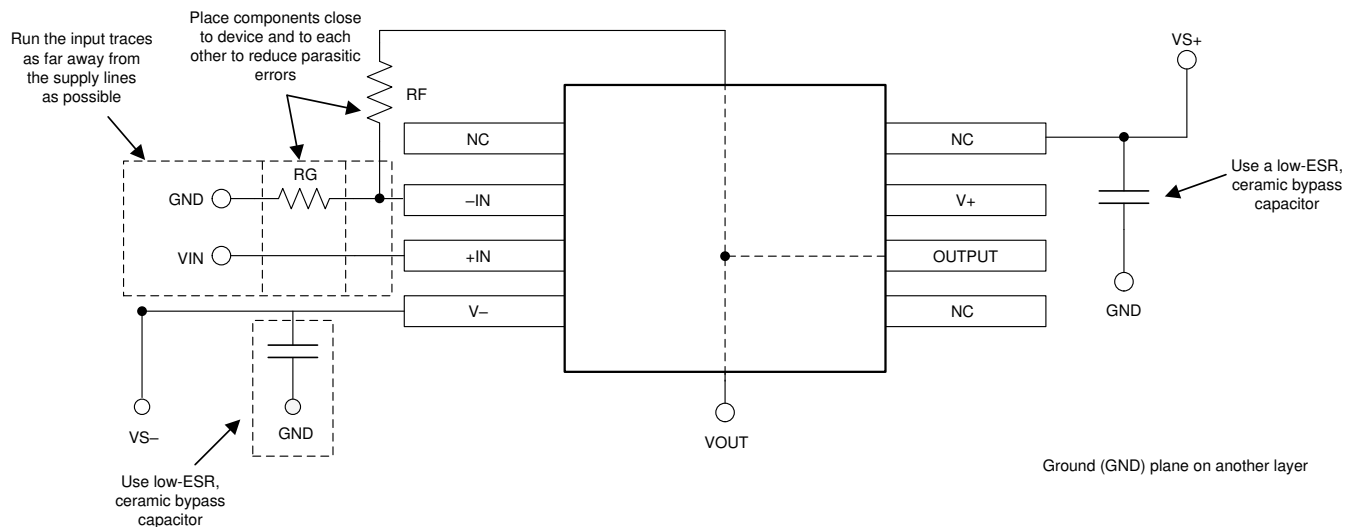 Place components close
to device and to each
other to reduce parasitic
errors
Run the input traces
as far away from
the supply lines
as possible
VS+
RF
NC
NC
Use a low-ESR,
ceramic bypass
capacitor
RG
GND
–IN
V+
VIN
+IN
OUTPUT
GND
V–
NC
VS–
GND
VOUT
Ground (GND) plane on another layer
Use low-ESR,
ceramic bypass
capacitor